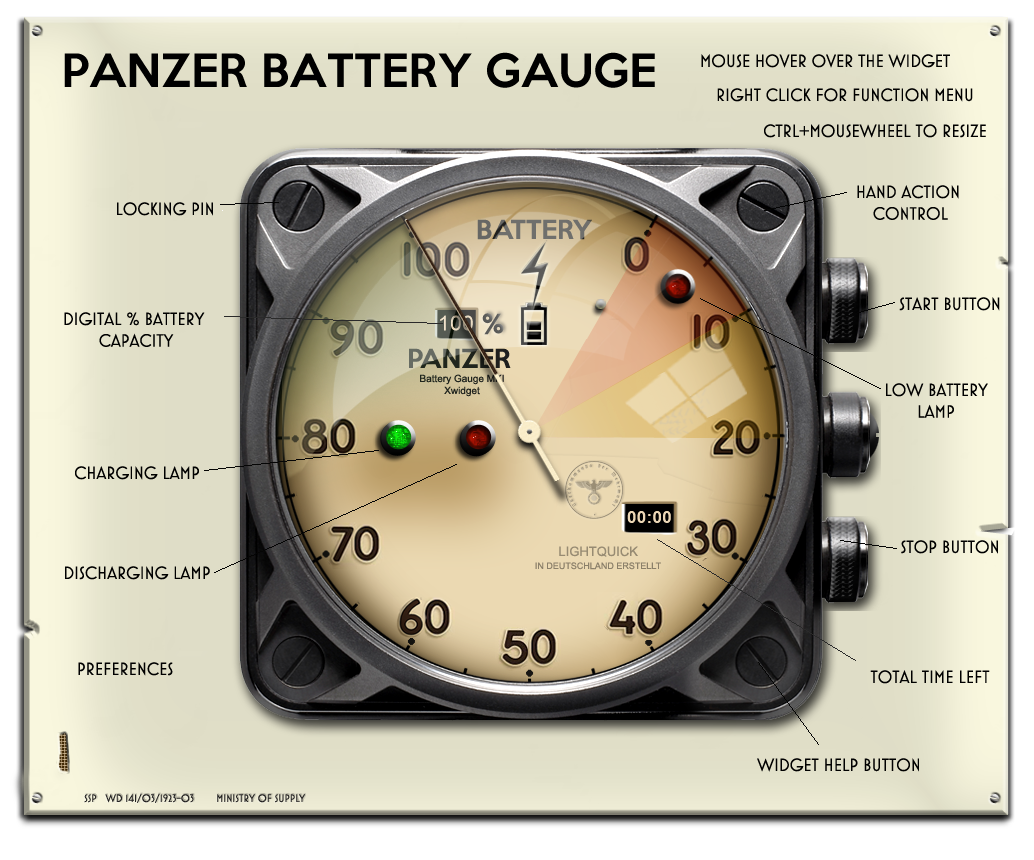 PANZER BATTERY GAUGE
MOUSE HOVER OVER THE WIDGET
RIGHT CLICK FOR FUNCTION MENU
CTRL+MOUSEWHEEL TO RESIZE
LOCKING PIN
HAND ACTION
CONTROL
BATTERY
100
0
START BUTTON
DIGITAL % BATTERY
CAPACITY
100 %
90
10
PANZER
Battery Gauge Mk I
Xwidget
LOW BATTERY
LAMP
80
20
CHARGING LAMP
00:00
70
30
STOP BUTTON
LIGHTQUICK
IN DEUTSCHLAND ERSTELLT
DISCHARGING LAMP
60
40
50
PREFERENCES
TOTAL TIME LEFT
WIDGET HELP BUTTON
SSP WD 141/03/1923-03 MINISTRY OF SUPPLY